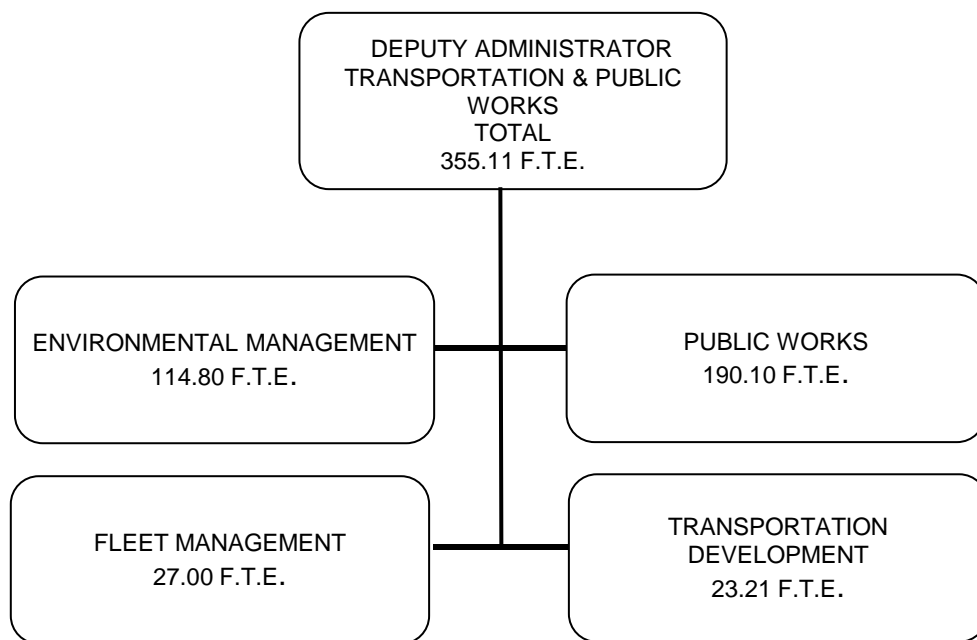 DEPUTY ADMINISTRATOR
TRANSPORTATION & PUBLIC
WORKS
TOTAL
355.11 F.T.E.
ENVIRONMENTAL MANAGEMENT
114.80 F.T.E.
PUBLIC WORKS
190.10 F.T.E.
FLEET MANAGEMENT
27.00 F.T.E.
TRANSPORTATION
DEVELOPMENT
23.21 F.T.E.